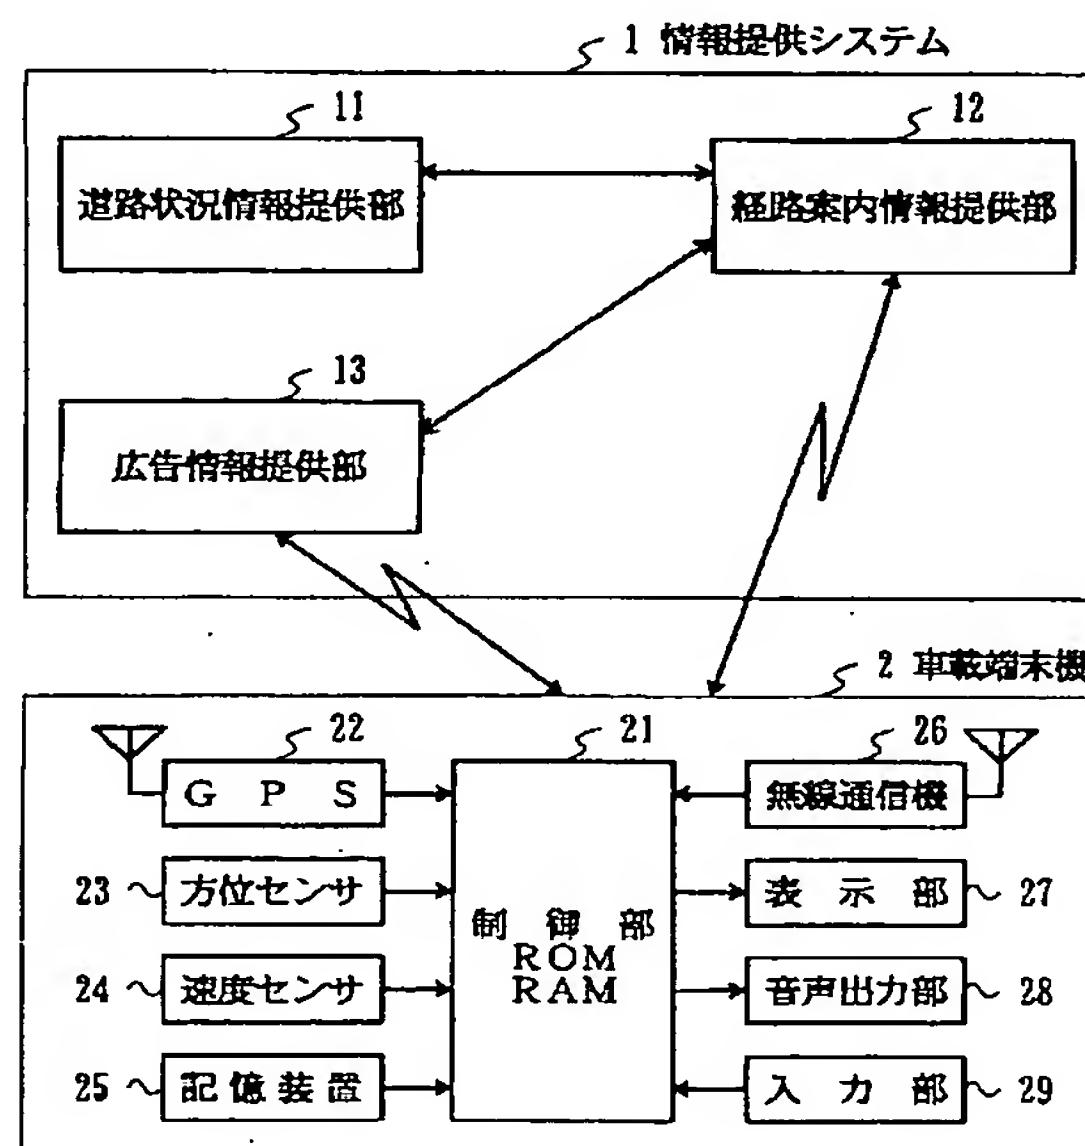 1 情報提供システム
11
12
道路状況情報提供部
経路案内情報提供部
13
広告情報提供部
2 車載端末機
22
21
26
G P S
無線通信機
23
方位センサ
表 示 部
27
制 御 部
ROM
RAM
24
速度センサ
音声出力部
28
25
記憶装置
入 力 部
29